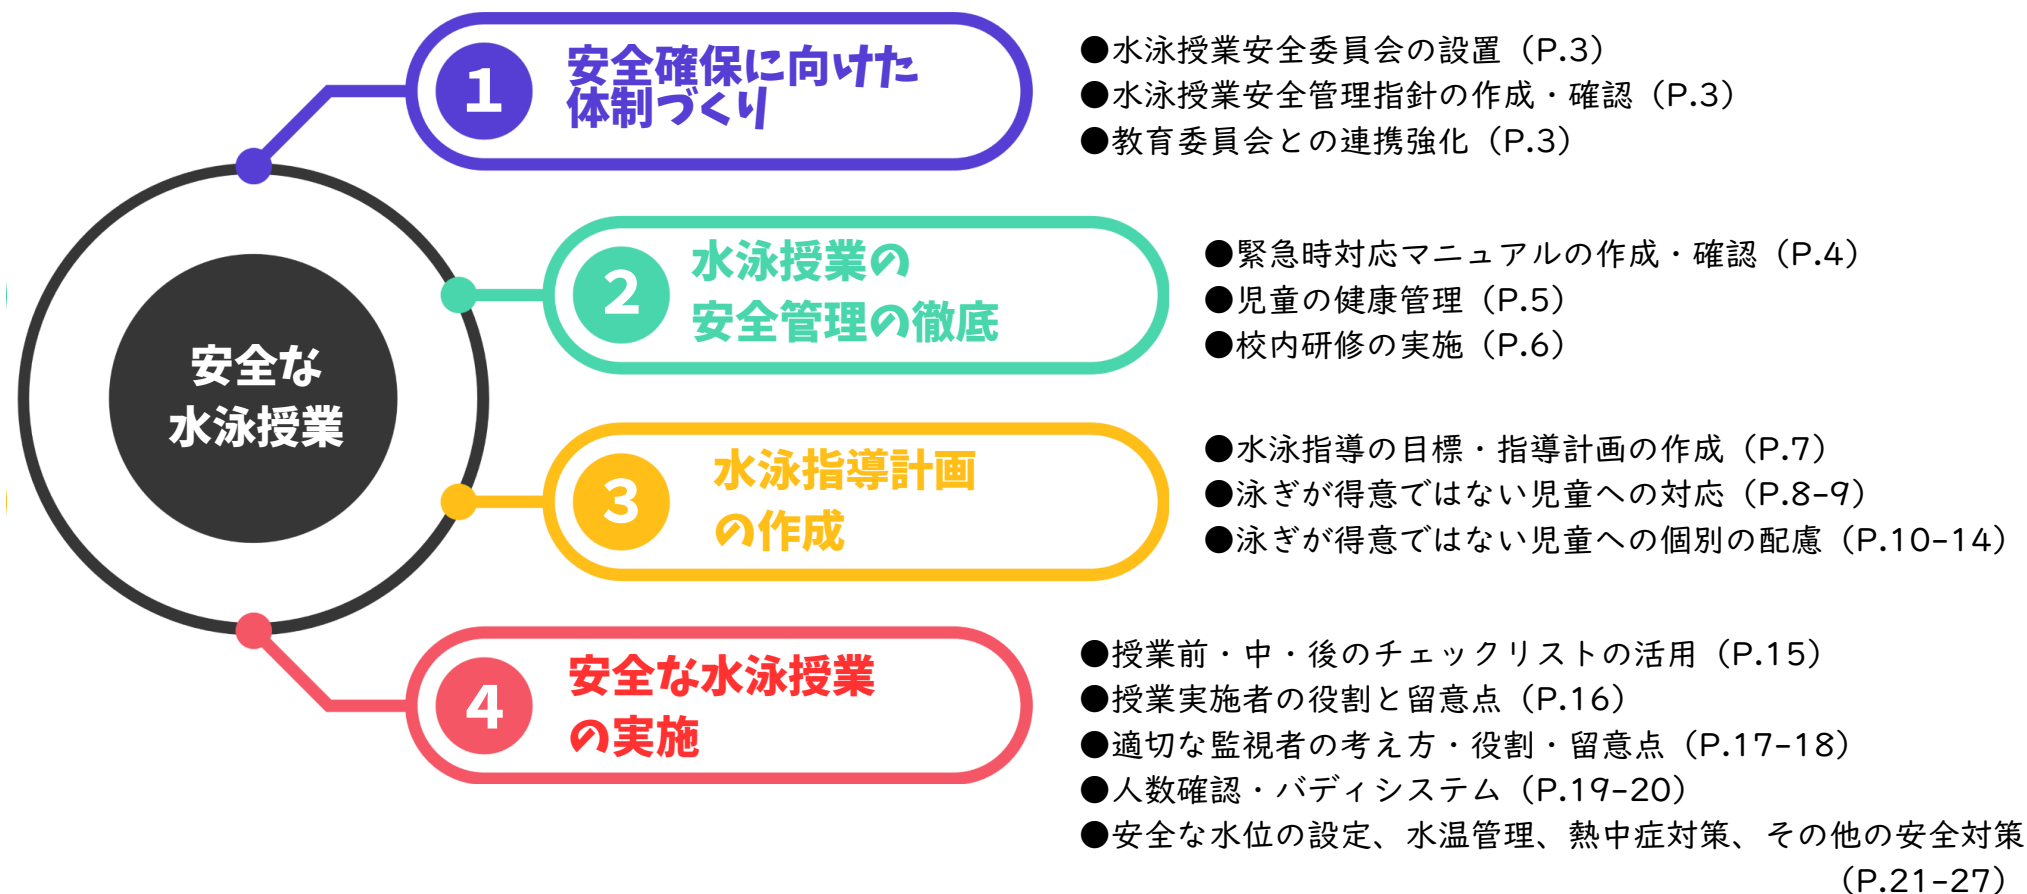 安全な
水泳授業
1
安全確保に向けた
体制づくり
●水泳授業安全委員会の設置（P.3）
●水泳授業安全管理指針の作成・確認（P.3）
●教育委員会との連携強化（P.3）
2
水泳授業の
安全管理の徹底
●緊急時対応マニュアルの作成・確認（P.4）
●児童の健康管理（P.5）
●校内研修の実施（P.6）
3
水泳指導計画
の作成
●水泳指導の目標・指導計画の作成（P.7）
●泳ぎが得意ではない児童への対応（P.8-9）
●泳ぎが得意ではない児童への個別の配慮（P.10-14）
4
安全な水泳授業
の実施
●授業前・中・後のチェックリストの活用（P.15）
●授業実施者の役割と留意点（P.16）
●適切な監視者の考え方・役割・留意点（P.17-18）
●人数確認・バディシステム（P.19-20）
●安全な水位の設定、水温管理、熱中症対策、その他の安全対策
（P.21-27）